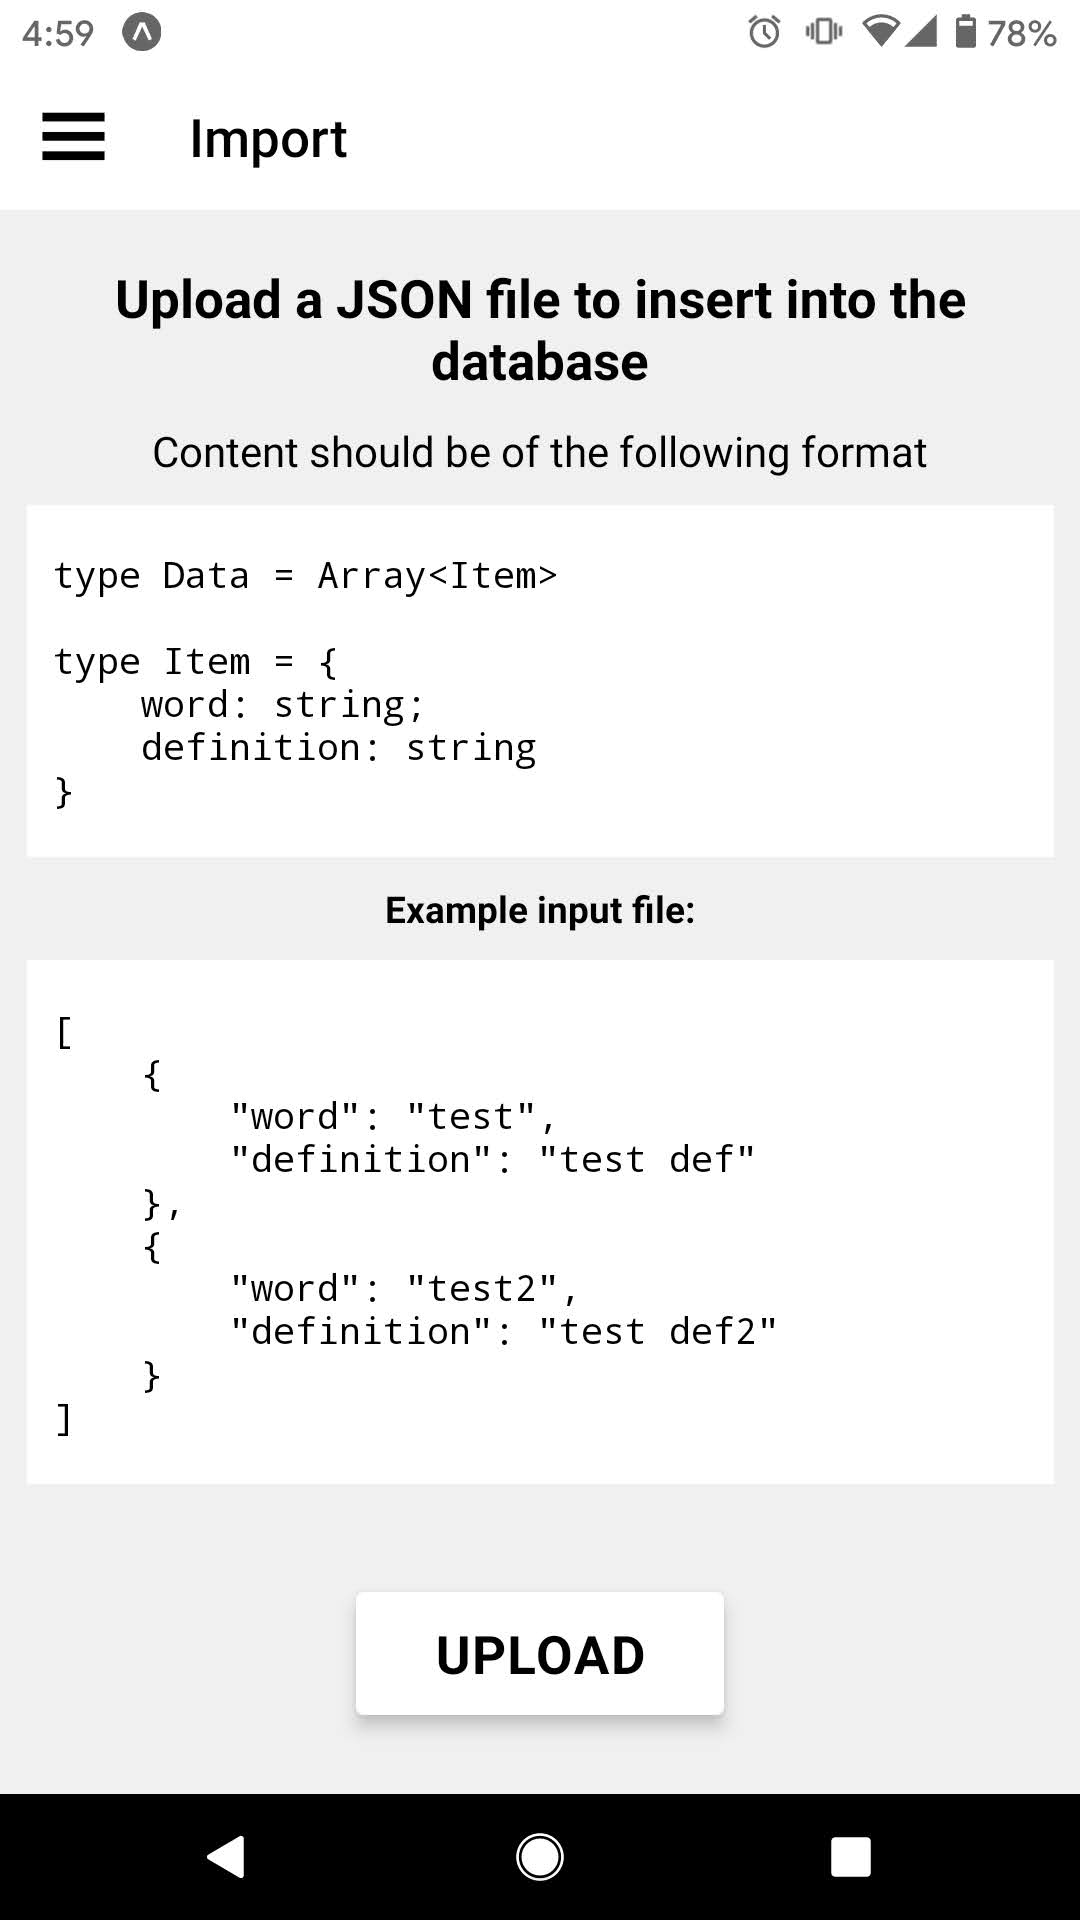 4:59 78%
Import
Upload a JSON file to insert into the
database
Content should be of the following format
type Data = Array<Item>
type Item = {
    word: string;
    definition: string
}
Example input file:
[
    {
        "word": "test",
        "definition": "test def"
    },
    {
        "word": "test2",
        "definition": "test def2"
    }
]
UPLOAD